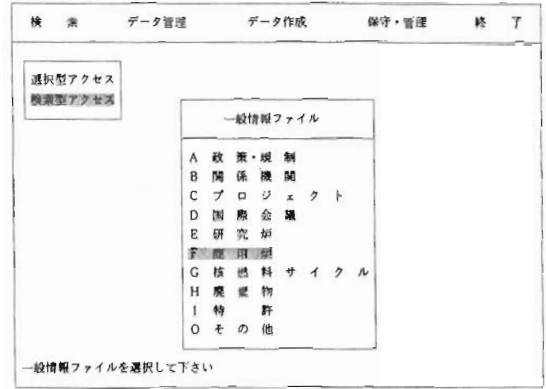 検 索 データ管理 データ作成 保守・管理 終 了
選択型アクセス
検索型アクセス
一般情報ファイル
A 政 策・規 制
B 関 係 機 関
C プ ロ ジ ェ ク ト
D 国 際 会 議
E 研 究 炉
F 商 用 炉
G 核 燃 料 サ イ ク ル
H 廃 棄 物
I 特 許
O そ の 他
一般情報ファイルを選択して下さい